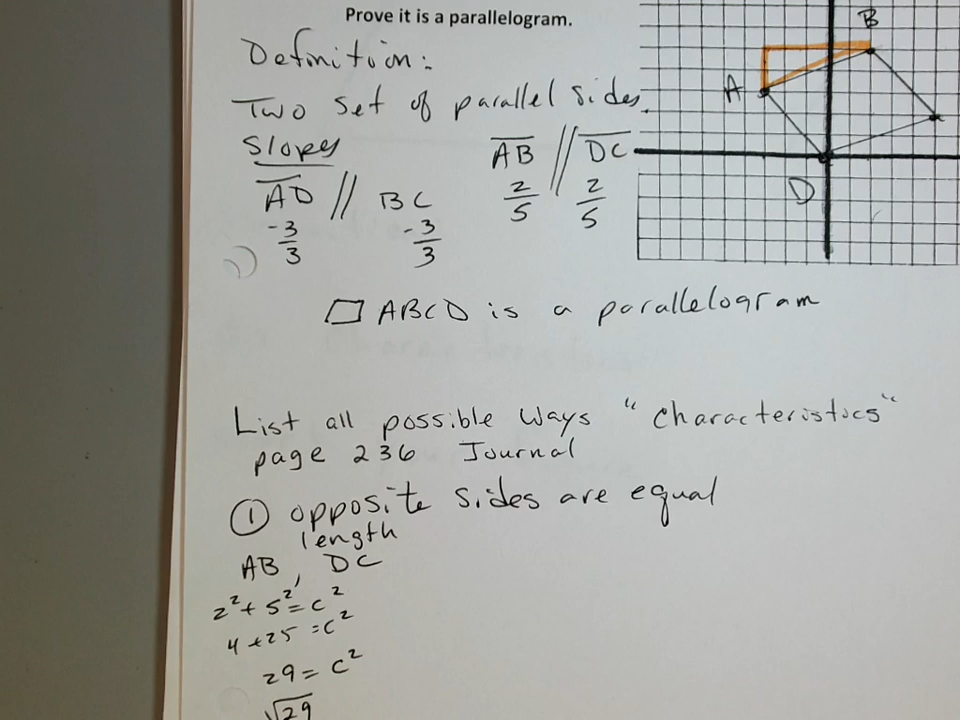 Prove it is a parallelogram.
Definition:
Two set of parallel sides.
Slopes
AD // BC
-3/3 -3/3
AB // DC
2/5 2/5
▱ ABCD is a parallelogram
List all possible ways "characteristics"
page 236 Journal
① opposite sides are equal
length
AB, DC
2² + 5² = c²
4 + 25 = c²
29 = c²
√29
B
A
D